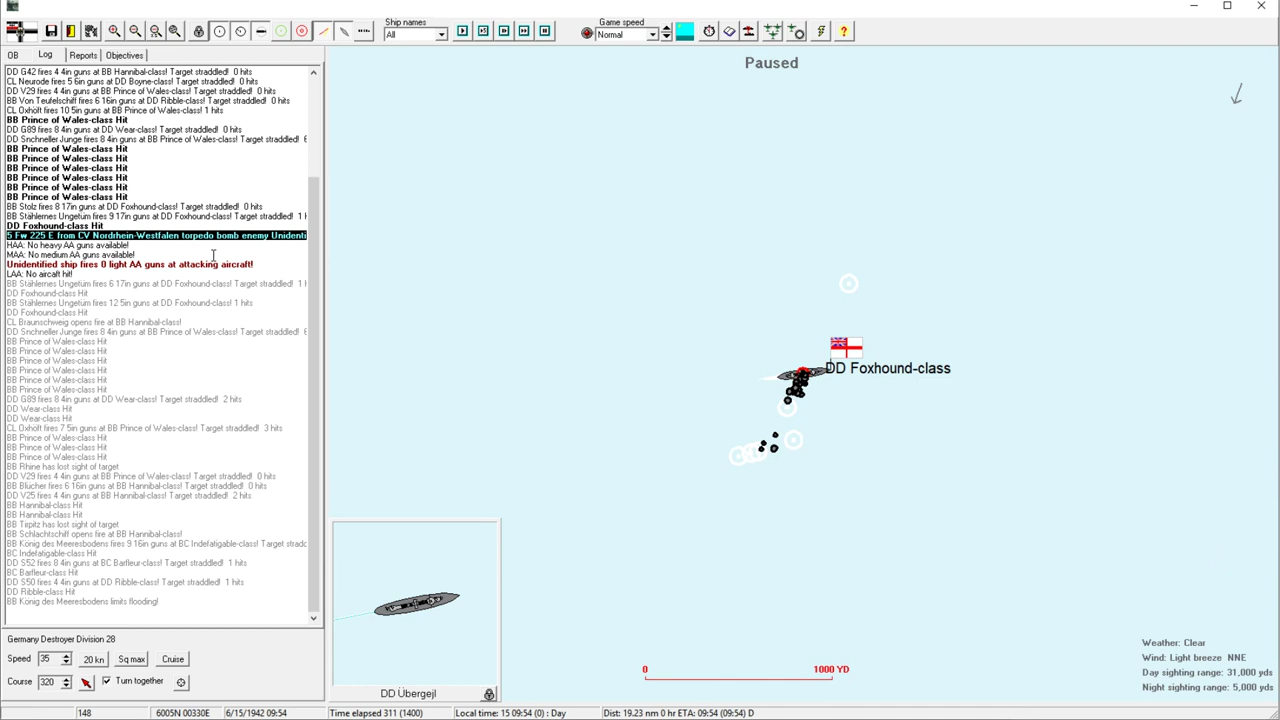 Ship names
All
Game speed
Normal
OB
Log
Reports
Objectives
DD G42 fires 4 4in guns at BB Hannibal-class! Target straddled! 0 hits
CL Neurode fires 5 6in guns at DD Boyne-class! Target straddled! 0 hits
DD V29 fires 4 4in guns at BB Prince of Wales-class! Target straddled! 0 hits
BB Von Teufelschiff fires 6 16in guns at DD Ribble-class! Target straddled! 0 hits
CL Oxhöft fires 10 5in guns at BB Prince of Wales-class! 1 hits
BB Prince of Wales-class Hit
DD G89 fires 8 4in guns at DD Wear-class! Target straddled! 0 hits
DD Snchneller Junge fires 8 4in guns at BB Prince of Wales-class! Target straddled! 6
BB Prince of Wales-class Hit
BB Prince of Wales-class Hit
BB Prince of Wales-class Hit
BB Prince of Wales-class Hit
BB Prince of Wales-class Hit
BB Prince of Wales-class Hit
BB Stolz fires 8 17in guns at DD Foxhound-class! Target straddled! 0 hits
BB Stählernes Ungetüm fires 9 17in guns at DD Foxhound-class! Target straddled! 1 h
DD Foxhound-class Hit
5 Fw 225 E from CV Nordrhein-Westfalen torpedo bomb enemy Unidenti
HAA: No heavy AA guns available!
MAA: No medium AA guns available!
Unidentified ship fires 0 light AA guns at attacking aircraft!
LAA: No aircaft hit!
BB Stählernes Ungetüm fires 6 17in guns at DD Foxhound-class! Target straddled! 1 h
DD Foxhound-class Hit
BB Stählernes Ungetüm fires 12 5in guns at DD Foxhound-class! 1 hits
DD Foxhound-class Hit
CL Braunschweig opens fire at BB Hannibal-class!
DD Snchneller Junge fires 8 4in guns at BB Prince of Wales-class! Target straddled! 6
BB Prince of Wales-class Hit
BB Prince of Wales-class Hit
BB Prince of Wales-class Hit
BB Prince of Wales-class Hit
BB Prince of Wales-class Hit
BB Prince of Wales-class Hit
DD G89 fires 8 4in guns at DD Wear-class! Target straddled! 2 hits
DD Wear-class Hit
DD Wear-class Hit
CL Oxhöft fires 7 5in guns at BB Prince of Wales-class! Target straddled! 3 hits
BB Prince of Wales-class Hit
BB Prince of Wales-class Hit
BB Prince of Wales-class Hit
BB Rhine has lost sight of target
DD V29 fires 4 4in guns at BB Prince of Wales-class! Target straddled! 0 hits
BB Blücher fires 6 16in guns at BB Hannibal-class! Target straddled! 0 hits
DD V25 fires 4 4in guns at BB Hannibal-class! Target straddled! 2 hits
BB Hannibal-class Hit
BB Hannibal-class Hit
BB Tirpitz has lost sight of target
BB Schlachtschiff opens fire at BB Hannibal-class!
BB König des Meeresbodens fires 9 16in guns at BC Indefatigable-class! Target stradd
BC Indefatigable-class Hit
DD S52 fires 8 4in guns at BC Barfleur-class! Target straddled! 1 hits
BC Barfleur-class Hit
DD S50 fires 4 4in guns at DD Ribble-class! Target straddled! 1 hits
DD Ribble-class Hit
BB König des Meeresbodens limits flooding!
Paused
DD Foxhound-class
DD Übergejl
0
1000 YD
Weather: Clear
Wind: Light breeze NNE
Day sighting range: 31,000 yds
Night sighting range: 5,000 yds
Germany Destroyer Division 28
Speed
35
20 kn
Sq max
Cruise
Course
320
Turn together
148
6005N 00330E
6/15/1942 09:54
Time elapsed 311 (1400)
Local time: 15 09:54 (0) : Day
Dist: 19.23 nm 0 hr ETA: 09:54 (09:54) D